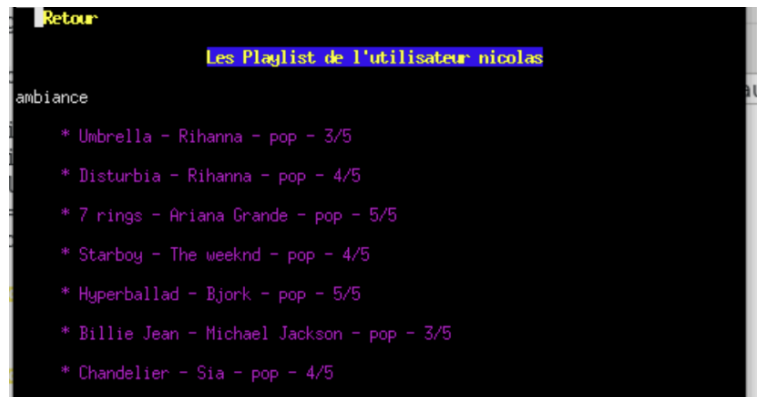 Retour
Les Playlist de l'utilisateur nicolas
ambiance
* Umbrella - Rihanna - pop - 3/5
* Disturbia - Rihanna - pop - 4/5
* 7 rings - Ariana Grande - pop - 5/5
* Starboy - The weeknd - pop - 4/5
* Hyperballad - Bjork - pop - 5/5
* Billie Jean - Michael Jackson - pop - 3/5
* Chandelier - Sia - pop - 4/5